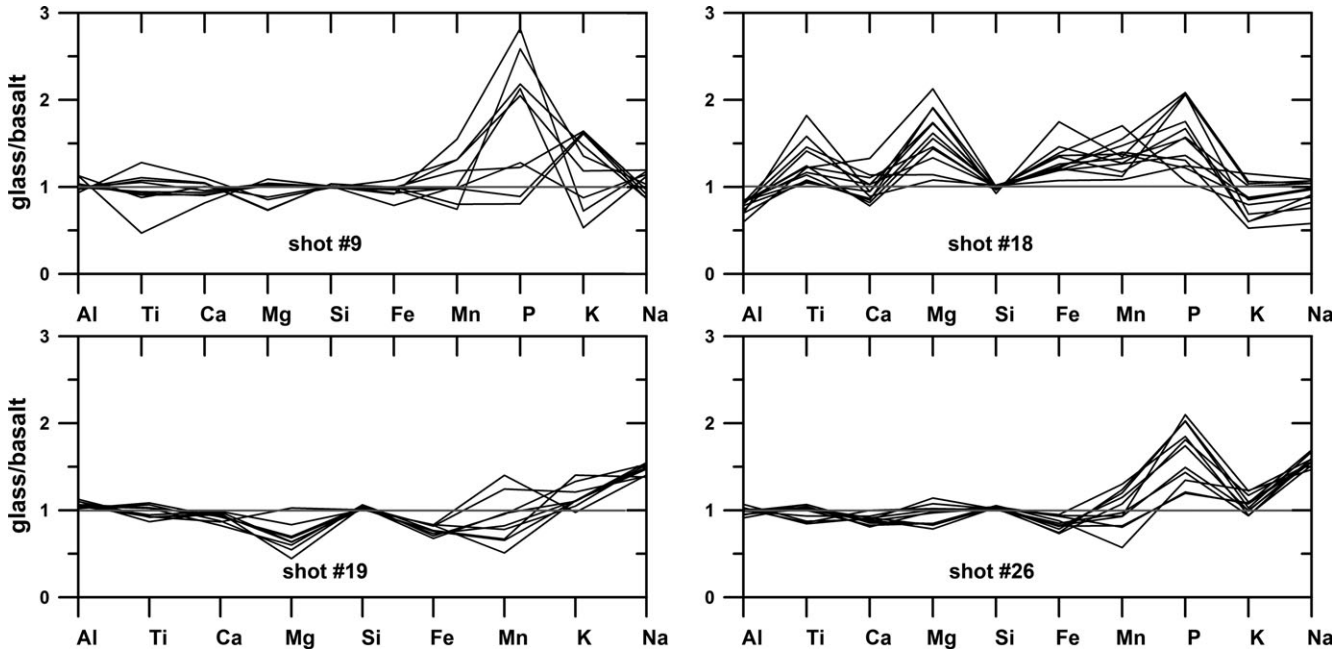 glass/basalt
3
2
1
0
shot #9
Al Ti Ca Mg Si Fe Mn P K Na
3
2
1
0
shot #18
Al Ti Ca Mg Si Fe Mn P K Na
glass/basalt
3
2
1
0
shot #19
Al Ti Ca Mg Si Fe Mn K Na
3
2
1
0
shot #26
Al Ti Ca Mg Si Fe Mn P K Na